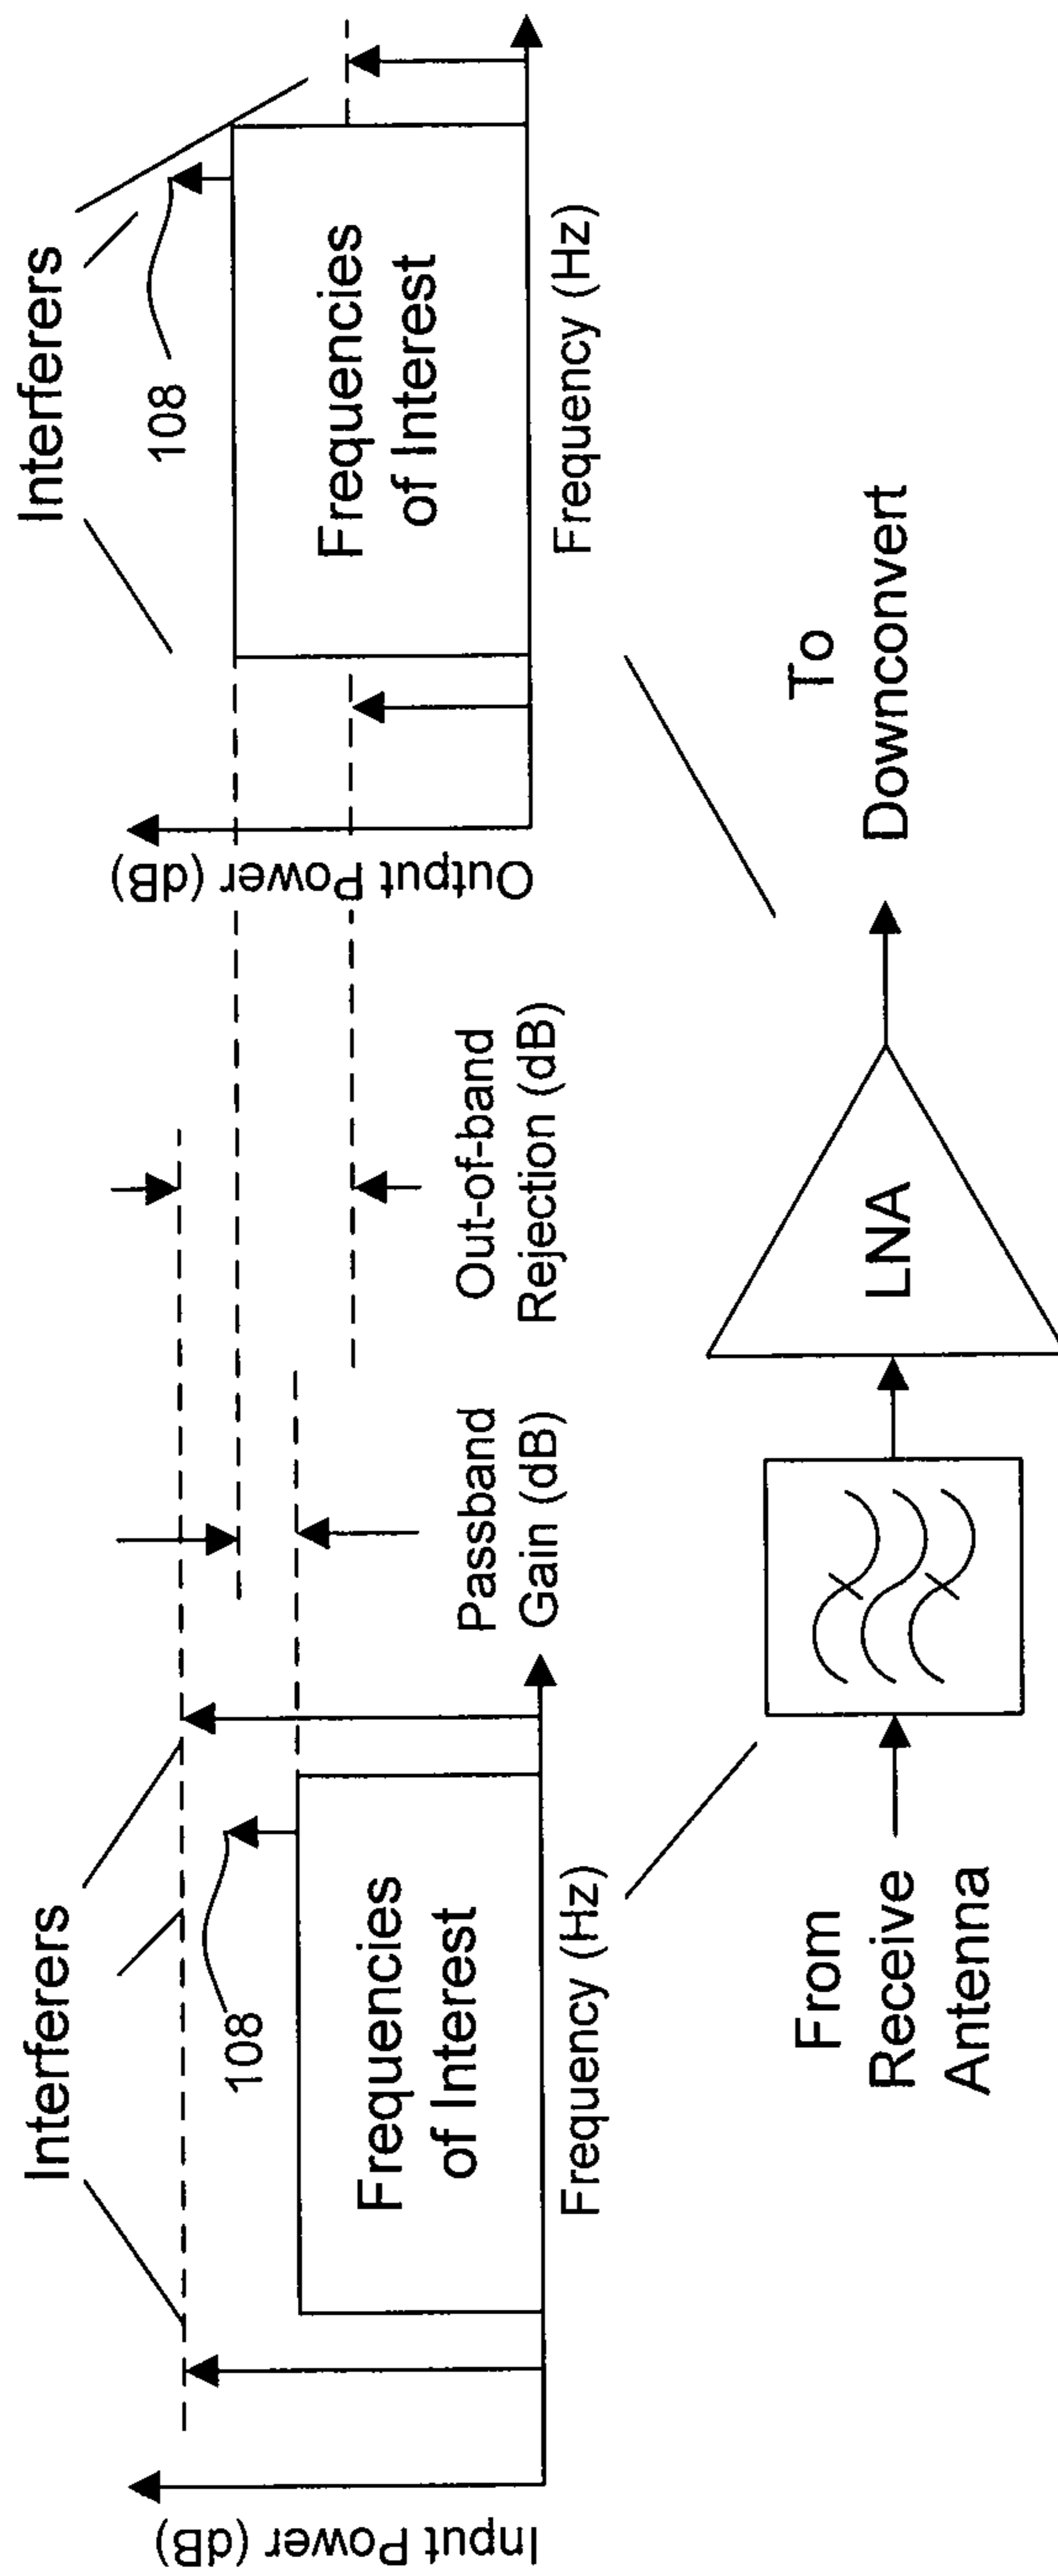 Interferers
108
Input Power (dB)
Frequencies
of Interest
Frequency (Hz)
Passband
Gain (dB)
Out-of-band
Rejection (dB)
Interferers
108
Output Power (dB)
Frequencies
of Interest
Frequency (Hz)
From
Receive
Antenna
LNA
To
Downconvert